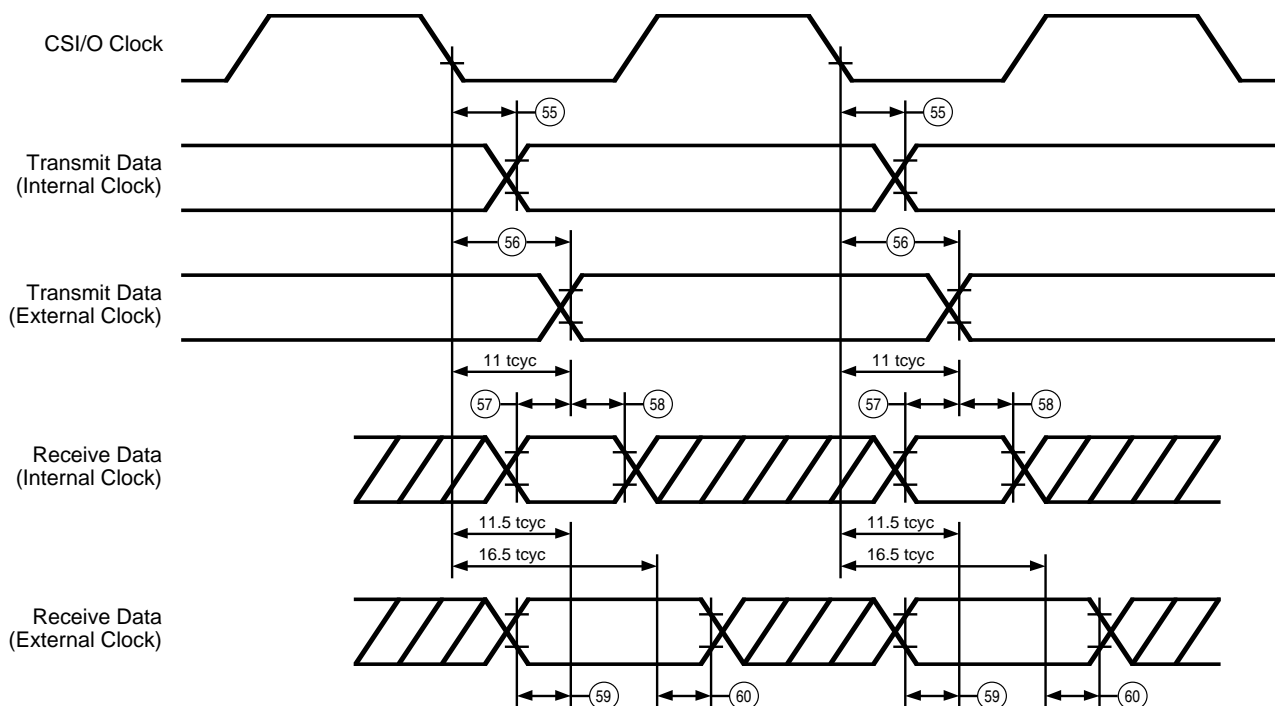 CSI/O Clock
55
55
Transmit Data
(Internal Clock)
56
56
Transmit Data
(External Clock)
11 tcyc
11 tcyc
57
58
57
58
Receive Data
(Internal Clock)
11.5 tcyc
11.5 tcyc
16.5 tcyc
16.5 tcyc
Receive Data
(External Clock)
59
60
59
60